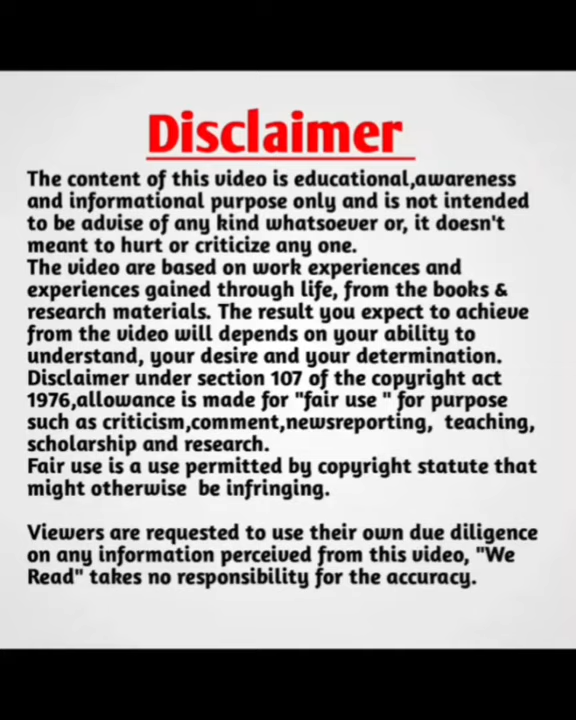 Disclaimer
The content of this video is educational,awareness
and informational purpose only and is not intended
to be advise of any kind whatsoever or, it doesn't
meant to hurt or criticize any one.
The video are based on work experiences and
experiences gained through life, from the books &
research materials. The result you expect to achieve
from the video will depends on your ability to
understand, your desire and your determination.
Disclaimer under section 107 of the copyright act
1976,allowance is made for "fair use " for purpose
such as criticism,comment,newsreporting, teaching,
scholarship and research.
Fair use is a use permitted by copyright statute that
might otherwise be infringing.
Viewers are requested to use their own due diligence
on any information perceived from this video, "We
Read" takes no responsibility for the accuracy.